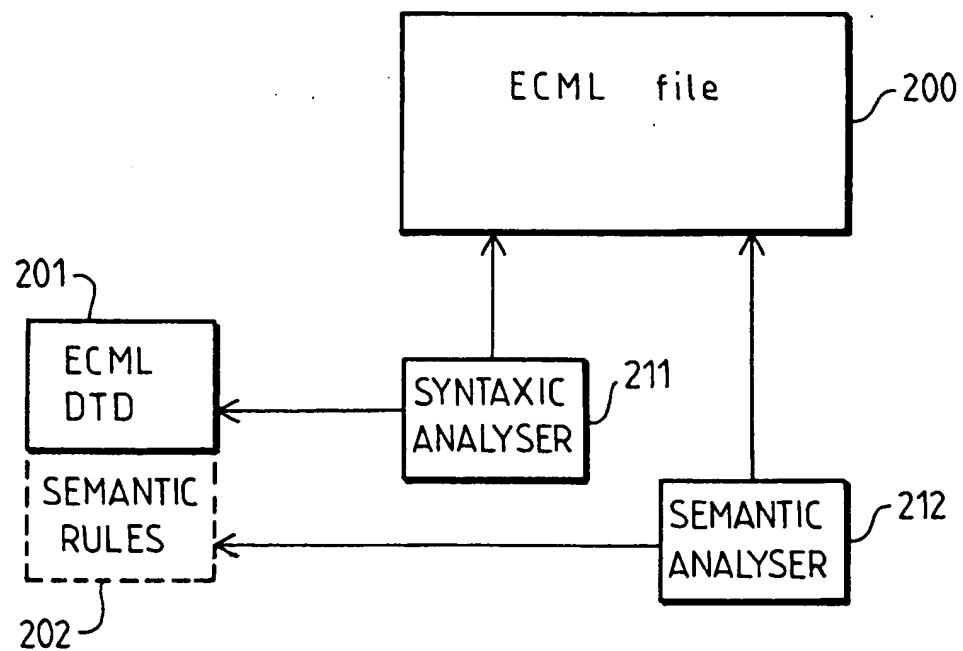 ECML file
200
201
ECML
DTD
SYNTAXIC
ANALYSER
211
SEMANTIC
RULES
202
SEMANTIC
ANALYSER
212